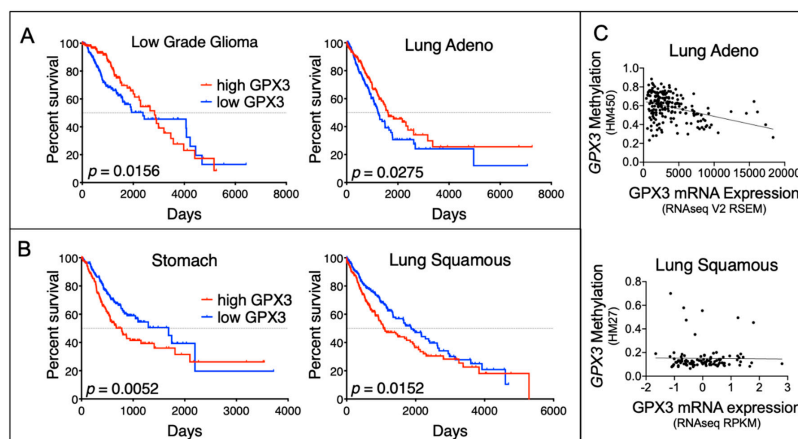 A
Low Grade Glioma
Percent survival
100
80
60
40
20
0
high GPX3
low GPX3
p = 0.0156
0 2000 4000 6000 8000
Days
Lung Adeno
Percent survival
100
80
60
40
20
0
p = 0.0275
0 2000 4000 6000 8000
Days
B
Stomach
Percent survival
100
80
60
40
20
0
high GPX3
low GPX3
p = 0.0052
0 1000 2000 3000 4000
Days
Lung Squamous
Percent survival
100
80
60
40
20
0
p = 0.0152
0 2000 4000 6000
Days
C
Lung Adeno
GPX3 Methylation
(HM450)
1.0
0.8
0.6
0.4
0.2
0.0
0 5000 10000 15000 20000
GPX3 mRNA Expression
(RNAseq V2 RSEM)
Lung Squamous
GPX3 Methylation
(HM27)
0.8
0.6
0.4
0.2
0.0
-2 -1 0 1 2 3
GPX3 mRNA expression
(RNAseq RPKM)